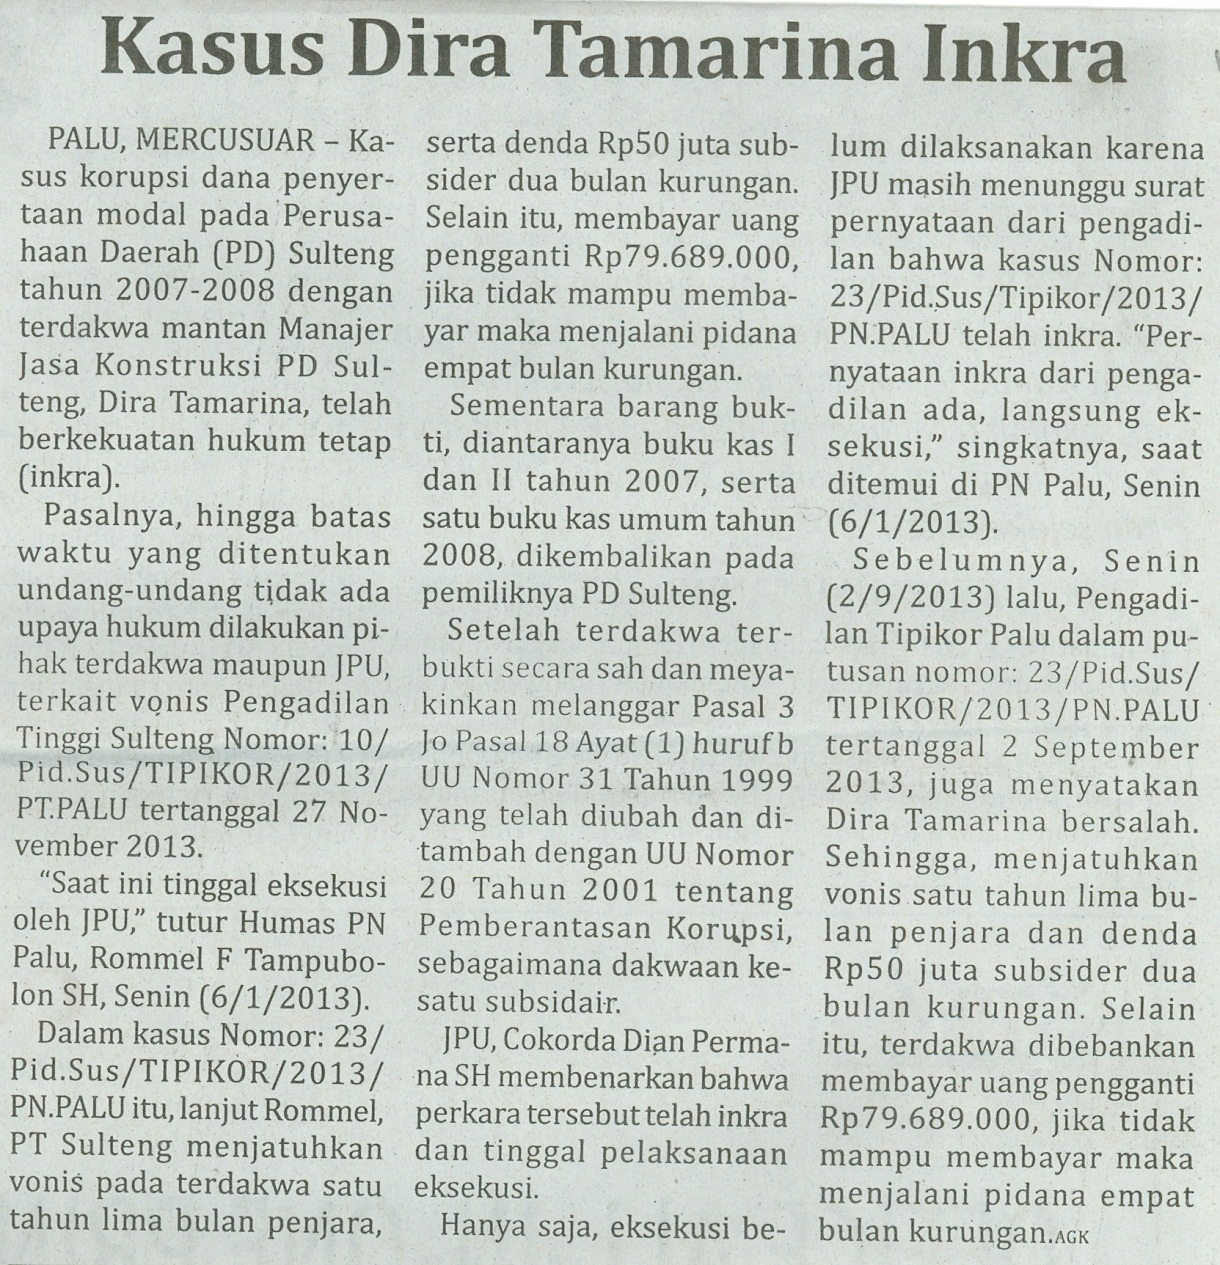 Kasus Dira Tamarina Inkra
PALU, MERCUSUAR – Ka-
sus korupsi dana penyer-
taan modal pada Perusa-
haan Daerah (PD) Sulteng
tahun 2007-2008 dengan
terdakwa mantan Manajer
Jasa Konstruksi PD Sul-
teng, Dira Tamarina, telah
berkekuatan hukum tetap
(inkra).
Pasalnya, hingga batas
waktu yang ditentukan
undang-undang tidak ada
upaya hukum dilakukan pi-
hak terdakwa maupun JPU,
terkait vonis Pengadilan
Tinggi Sulteng Nomor: 10/
Pid.Sus/TIPIKOR/2013/
PT.PALU tertanggal 27 No-
vember 2013.
“Saat ini tinggal eksekusi
oleh JPU,” tutur Humas PN
Palu, Rommel F Tampubo-
lon SH, Senin (6/1/2013).
Dalam kasus Nomor: 23/
Pid.Sus/TIPIKOR/2013/
PN.PALU itu, lanjut Rommel,
PT Sulteng menjatuhkan
vonis pada terdakwa satu
tahun lima bulan penjara,
serta denda Rp50 juta sub-
sider dua bulan kurungan.
Selain itu, membayar uang
pengganti Rp79.689.000,
jika tidak mampu memba-
yar maka menjalani pidana
empat bulan kurungan.
Sementara barang buk-
ti, diantaranya buku kas I
dan II tahun 2007, serta
satu buku kas umum tahun
2008, dikembalikan pada
pemiliknya PD Sulteng.
Setelah terdakwa ter-
bukti secara sah dan meya-
kinkan melanggar Pasal 3
Jo Pasal 18 Ayat (1) huruf b
UU Nomor 31 Tahun 1999
yang telah diubah dan di-
tambah dengan UU Nomor
20 Tahun 2001 tentang
Pemberantasan Korupsi,
sebagaimana dakwaan ke-
satu subsidair.
JPU, Cokorda Dian Perma-
na SH membenarkan bahwa
perkara tersebut telah inkra
dan tinggal pelaksanaan
eksekusi.
Hanya saja, eksekusi be-
lum dilaksanakan karena
JPU masih menunggu surat
pernyataan dari pengadi-
lan bahwa kasus Nomor:
23/Pid.Sus/Tipikor/2013/
PN.PALU telah inkra. “Per-
nyataan inkra dari penga-
dilan ada, langsung ek-
sekusi,” singkatnya, saat
ditemui di PN Palu, Senin
(6/1/2013).
Sebelumnya, Senin
(2/9/2013) lalu, Pengadi-
lan Tipikor Palu dalam pu-
tusan nomor: 23/Pid.Sus/
TIPIKOR/2013/PN.PALU
tertanggal 2 September
2013, juga menyatakan
Dira Tamarina bersalah.
Sehingga, menjatuhkan
vonis satu tahun lima bu-
lan penjara dan denda
Rp50 juta subsider dua
bulan kurungan. Selain
itu, terdakwa dibebankan
membayar uang pengganti
Rp79.689.000, jika tidak
mampu membayar maka
menjalani pidana empat
bulan kurungan.AGK